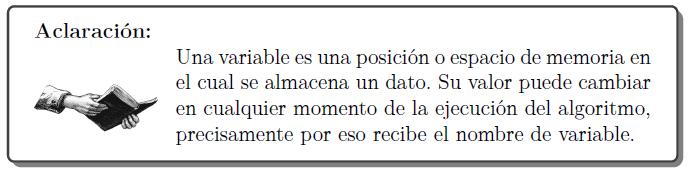 Aclaración:
Una variable es una posición o espacio de memoria en
el cual se almacena un dato. Su valor puede cambiar
en cualquier momento de la ejecución del algoritmo,
precisamente por eso recibe el nombre de variable.